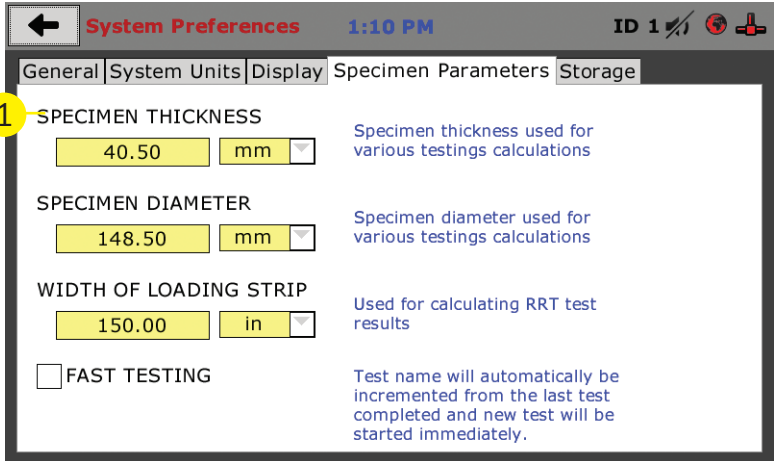 System Preferences 1:10 PM ID 1
General System Units Display Specimen Parameters Storage
1
SPECIMEN THICKNESS
40.50 mm
Specimen thickness used for
various testings calculations
SPECIMEN DIAMETER
148.50 mm
Specimen diameter used for
various testings calculations
WIDTH OF LOADING STRIP
150.00 in
Used for calculating RRT test
results
FAST TESTING
Test name will automatically be
incremented from the last test
completed and new test will be
started immediately.